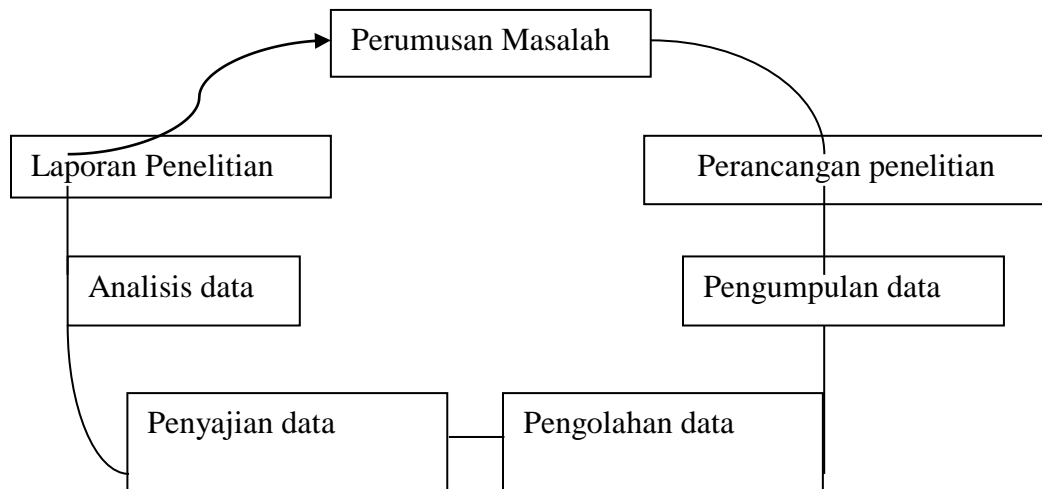 Perumusan Masalah
Laporan Penelitian
Perancangan penelitian
Analisis data
Pengumpulan data
Penyajian data
Pengolahan data